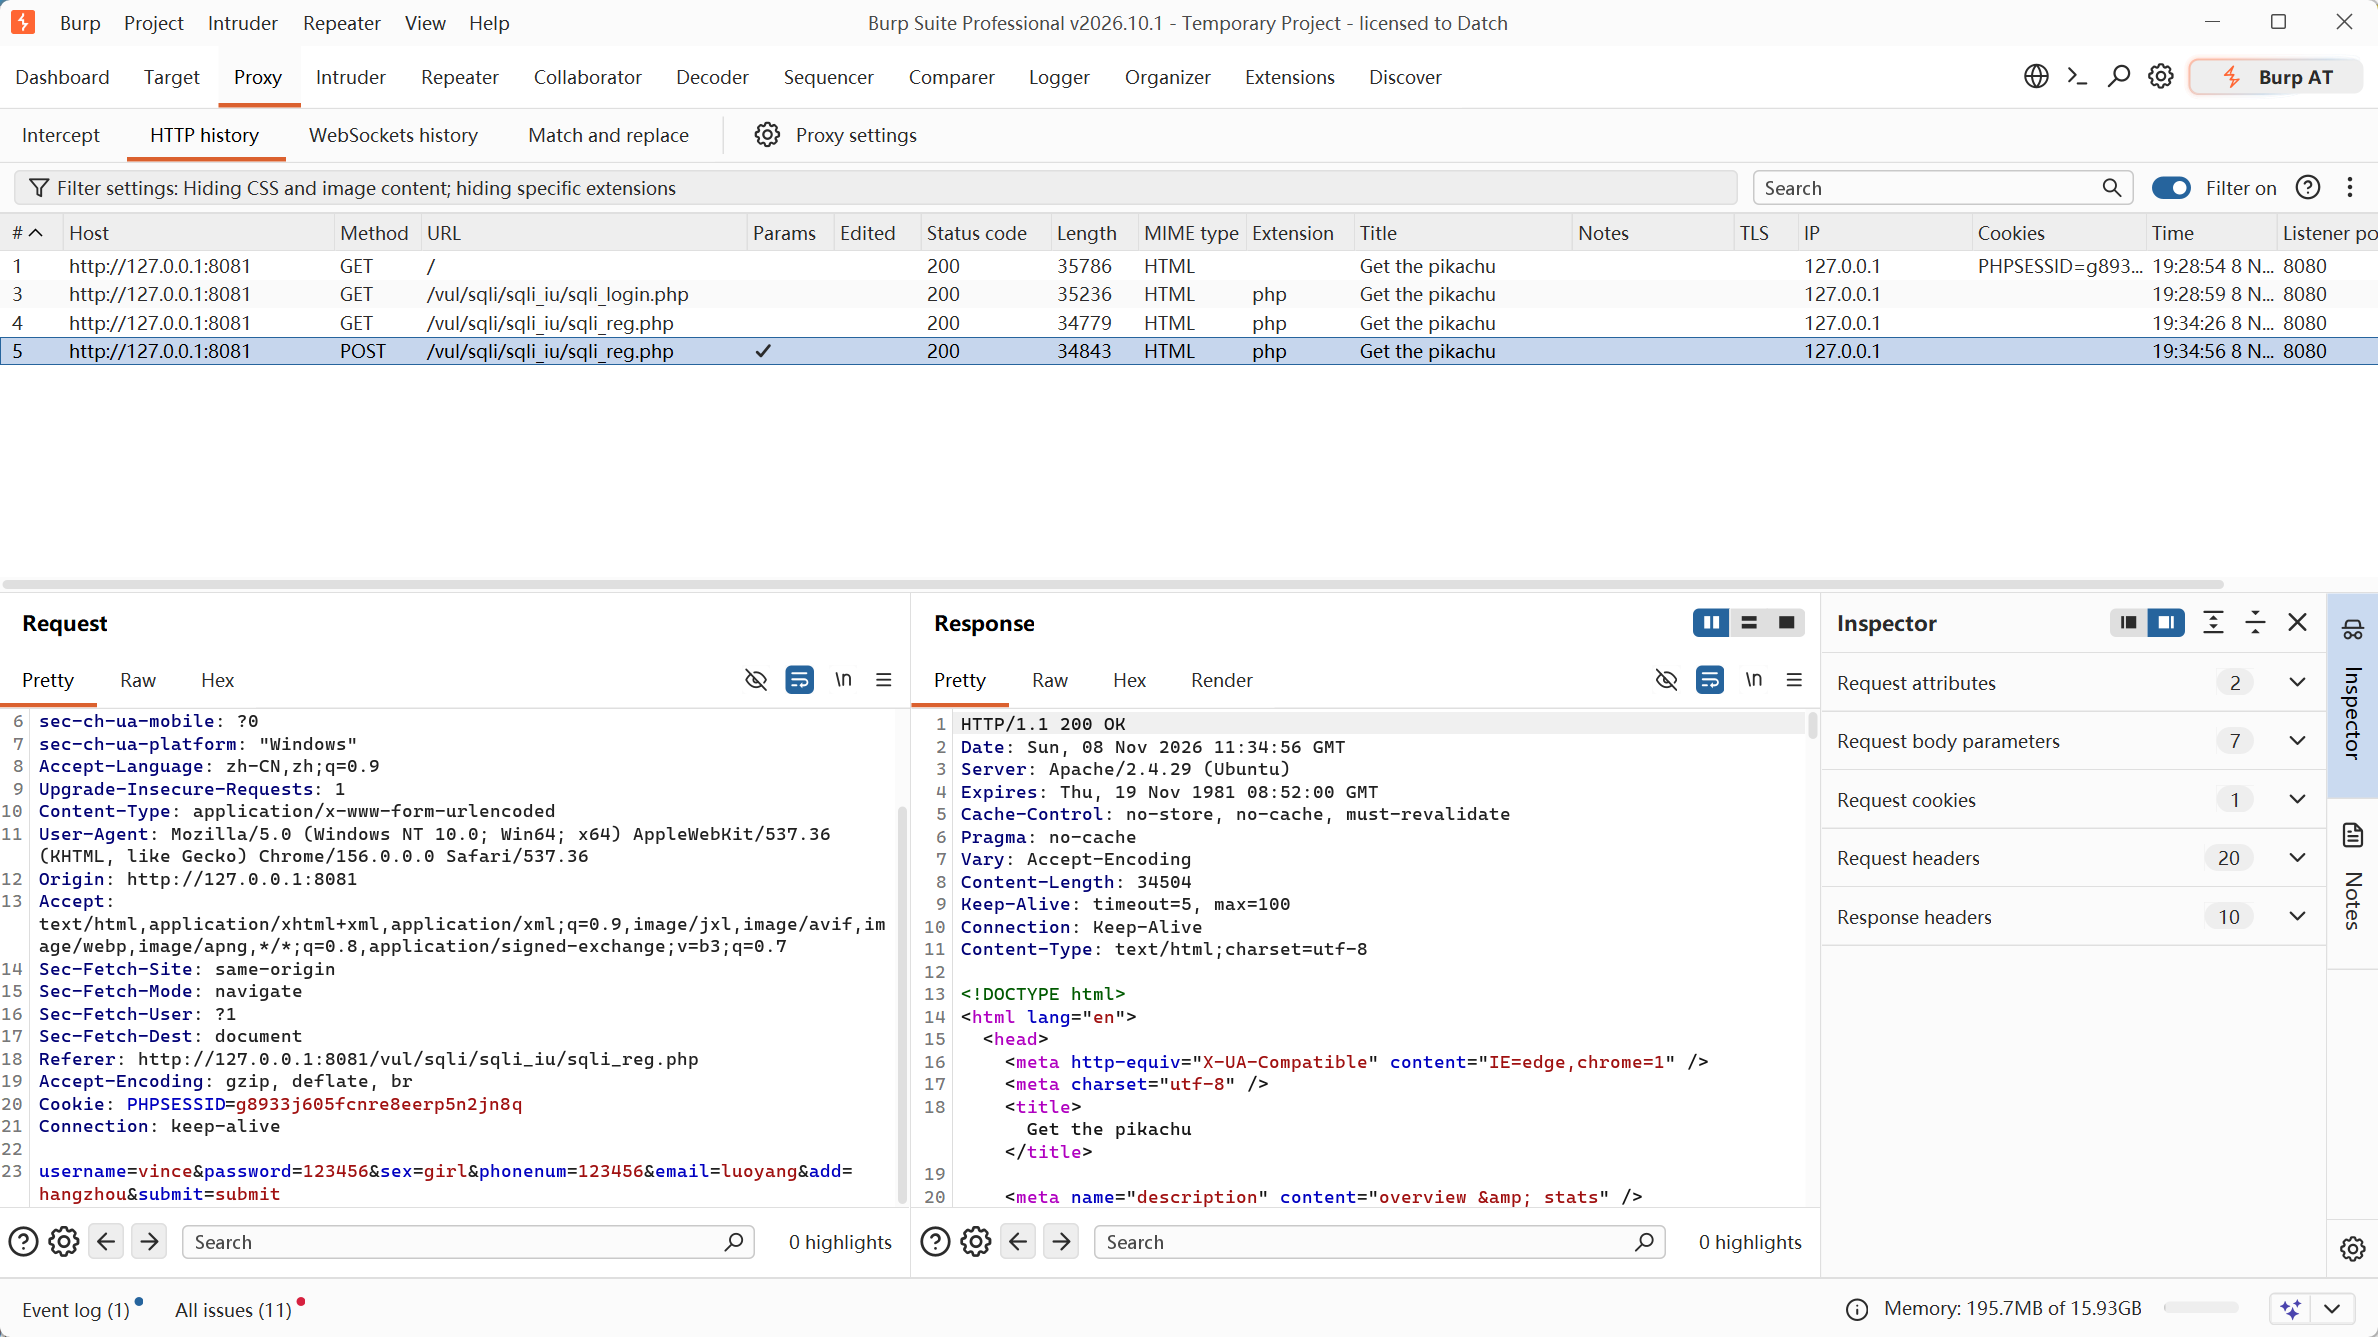 Burp Project Intruder Repeater View Help Burp Suite Professional v2026.10.1 - Temporary Project - licensed to Datch
Dashboard Target Proxy Intruder Repeater Collaborator Decoder Sequencer Comparer Logger Organizer Extensions Discover Burp AT
Intercept HTTP history WebSockets history Match and replace Proxy settings
Filter settings: Hiding CSS and image content; hiding specific extensions Search Filter on
# Host Method URL Params Edited Status code Length MIME type Extension Title Notes TLS IP Cookies Time Listener po
1 http://127.0.0.1:8081 GET / 200 35786 HTML Get the pikachu 127.0.0.1 PHPSESSID=g893... 19:28:54 8 N... 8080
3 http://127.0.0.1:8081 GET /vul/sqli/sqli_iu/sqli_login.php 200 35236 HTML php Get the pikachu 127.0.0.1 19:28:59 8 N... 8080
4 http://127.0.0.1:8081 GET /vul/sqli/sqli_iu/sqli_reg.php 200 34779 HTML php Get the pikachu 127.0.0.1 19:34:26 8 N... 8080
5 http://127.0.0.1:8081 POST /vul/sqli/sqli_iu/sqli_reg.php ✓ 200 34843 HTML php Get the pikachu 127.0.0.1 19:34:56 8 N... 8080
Request
Pretty Raw Hex \n
6 sec-ch-ua-mobile: ?0
7 sec-ch-ua-platform: "Windows"
8 Accept-Language: zh-CN,zh;q=0.9
9 Upgrade-Insecure-Requests: 1
10 Content-Type: application/x-www-form-urlencoded
11 User-Agent: Mozilla/5.0 (Windows NT 10.0; Win64; x64) AppleWebKit/537.36
(KHTML, like Gecko) Chrome/156.0.0.0 Safari/537.36
12 Origin: http://127.0.0.1:8081
13 Accept:
text/html,application/xhtml+xml,application/xml;q=0.9,image/jxl,image/avif,im
age/webp,image/apng,*/*;q=0.8,application/signed-exchange;v=b3;q=0.7
14 Sec-Fetch-Site: same-origin
15 Sec-Fetch-Mode: navigate
16 Sec-Fetch-User: ?1
17 Sec-Fetch-Dest: document
18 Referer: http://127.0.0.1:8081/vul/sqli/sqli_iu/sqli_reg.php
19 Accept-Encoding: gzip, deflate, br
20 Cookie: PHPSESSID=g8933j605fcnre8eerp5n2jn8q
21 Connection: keep-alive
22
23 username=vince&password=123456&sex=girl&phonenum=123456&email=luoyang&add=
hangzhou&submit=submit
Search 0 highlights
Response
Pretty Raw Hex Render \n
1 HTTP/1.1 200 OK
2 Date: Sun, 08 Nov 2026 11:34:56 GMT
3 Server: Apache/2.4.29 (Ubuntu)
4 Expires: Thu, 19 Nov 1981 08:52:00 GMT
5 Cache-Control: no-store, no-cache, must-revalidate
6 Pragma: no-cache
7 Vary: Accept-Encoding
8 Content-Length: 34504
9 Keep-Alive: timeout=5, max=100
10 Connection: Keep-Alive
11 Content-Type: text/html;charset=utf-8
12
13 <!DOCTYPE html>
14 <html lang="en">
15 <head>
16 <meta http-equiv="X-UA-Compatible" content="IE=edge,chrome=1" />
17 <meta charset="utf-8" />
18 <title>
Get the pikachu
</title>
19
20 <meta name="description" content="overview &amp; stats" />
Search 0 highlights
Inspector
Request attributes 2
Request body parameters 7
Request cookies 1
Request headers 20
Response headers 10
Inspector
Notes
Event log (1) All issues (11) Memory: 195.7MB of 15.93GB